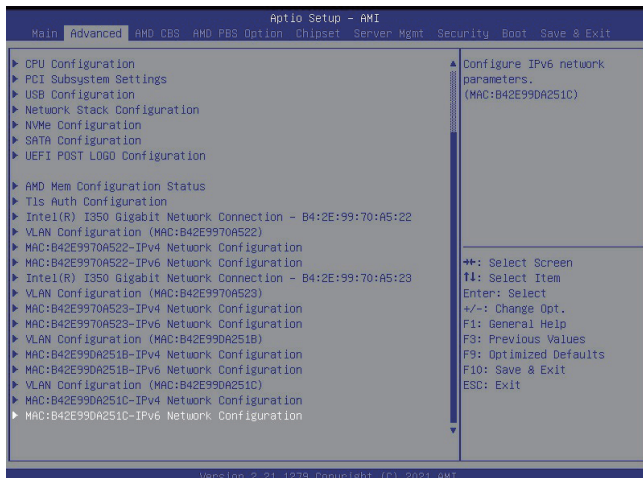 Aptio Setup - AMI
Main Advanced AMD CBS AMD PBS Option Chipset Server Mgmt Security Boot Save & Exit
CPU Configuration
PCI Subsystem Settings
USB Configuration
Network Stack Configuration
NVMe Configuration
SATA Configuration
UEFI POST LOGO Configuration
AMD Mem Configuration Status
Tls Auth Configuration
Intel(R) I350 Gigabit Network Connection - B4:2E:99:70:A5:22
VLAN Configuration (MAC:B42E9970A522)
MAC:B42E9970A522-IPv4 Network Configuration
MAC:B42E9970A522-IPv6 Network Configuration
Intel(R) I350 Gigabit Network Connection - B4:2E:99:70:A5:23
VLAN Configuration (MAC:B42E9970A523)
MAC:B42E9970A523-IPv4 Network Configuration
MAC:B42E9970A523-IPv6 Network Configuration
VLAN Configuration (MAC:B42E99DA251B)
MAC:B42E99DA251B-IPv4 Network Configuration
MAC:B42E99DA251B-IPv6 Network Configuration
VLAN Configuration (MAC:B42E99DA251C)
MAC:B42E99DA251C-IPv4 Network Configuration
MAC:B42E99DA251C-IPv6 Network Configuration
Configure IPv6 network
parameters.
(MAC:B42E99DA251C)
→←: Select Screen
↑↓: Select Item
Enter: Select
+/-: Change Opt.
F1: General Help
F3: Previous Values
F9: Optimized Defaults
F10: Save & Exit
ESC: Exit
Version 2.21.1279 Copyright (C) 2021 AMI